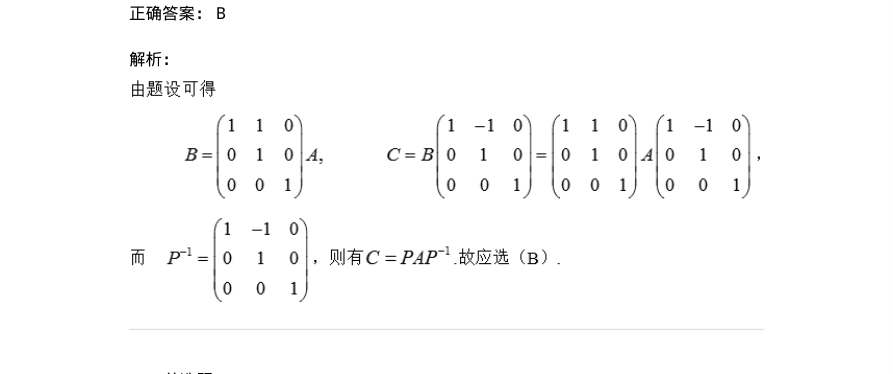 正确答案： B
解析：
由题设可得
B = (1 1 0; 0 1 0; 0 0 1) A, C = B (1 −1 0; 0 1 0; 0 0 1) = (1 1 0; 0 1 0; 0 0 1) A (1 −1 0; 0 1 0; 0 0 1) ，
而 P⁻¹ = (1 −1 0; 0 1 0; 0 0 1) ，则有 C = PAP⁻¹ .故应选（B）.